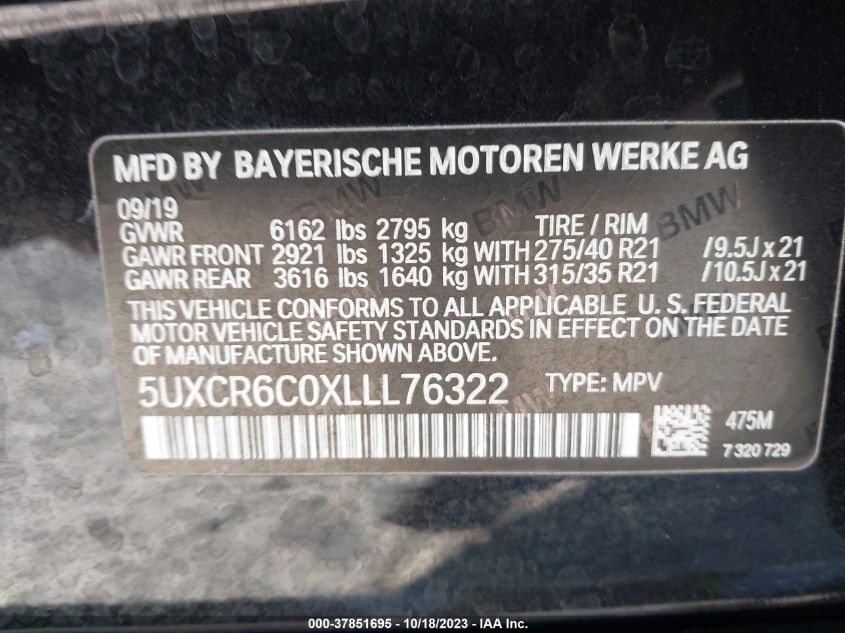 MFD BY BAYERISCHE MOTOREN WERKE AG
09/19
GVWR 6162 lbs 2795 kg TIRE / RIM
GAWR FRONT 2921 lbs 1325 kg WITH 275/40 R21 /9.5J x 21
GAWR REAR 3616 lbs 1640 kg WITH 315/35 R21 /10.5J x 21
THIS VEHICLE CONFORMS TO ALL APPLICABLE U. S. FEDERAL
MOTOR VEHICLE SAFETY STANDARDS IN EFFECT ON THE DATE
OF MANUFACTURE SHOWN ABOVE.
5UXCR6C0XLLL76322 TYPE: MPV
475M
7 320 729
BMW
BMW
BMW
000-37851695 - 10/18/2023 - IAA Inc.